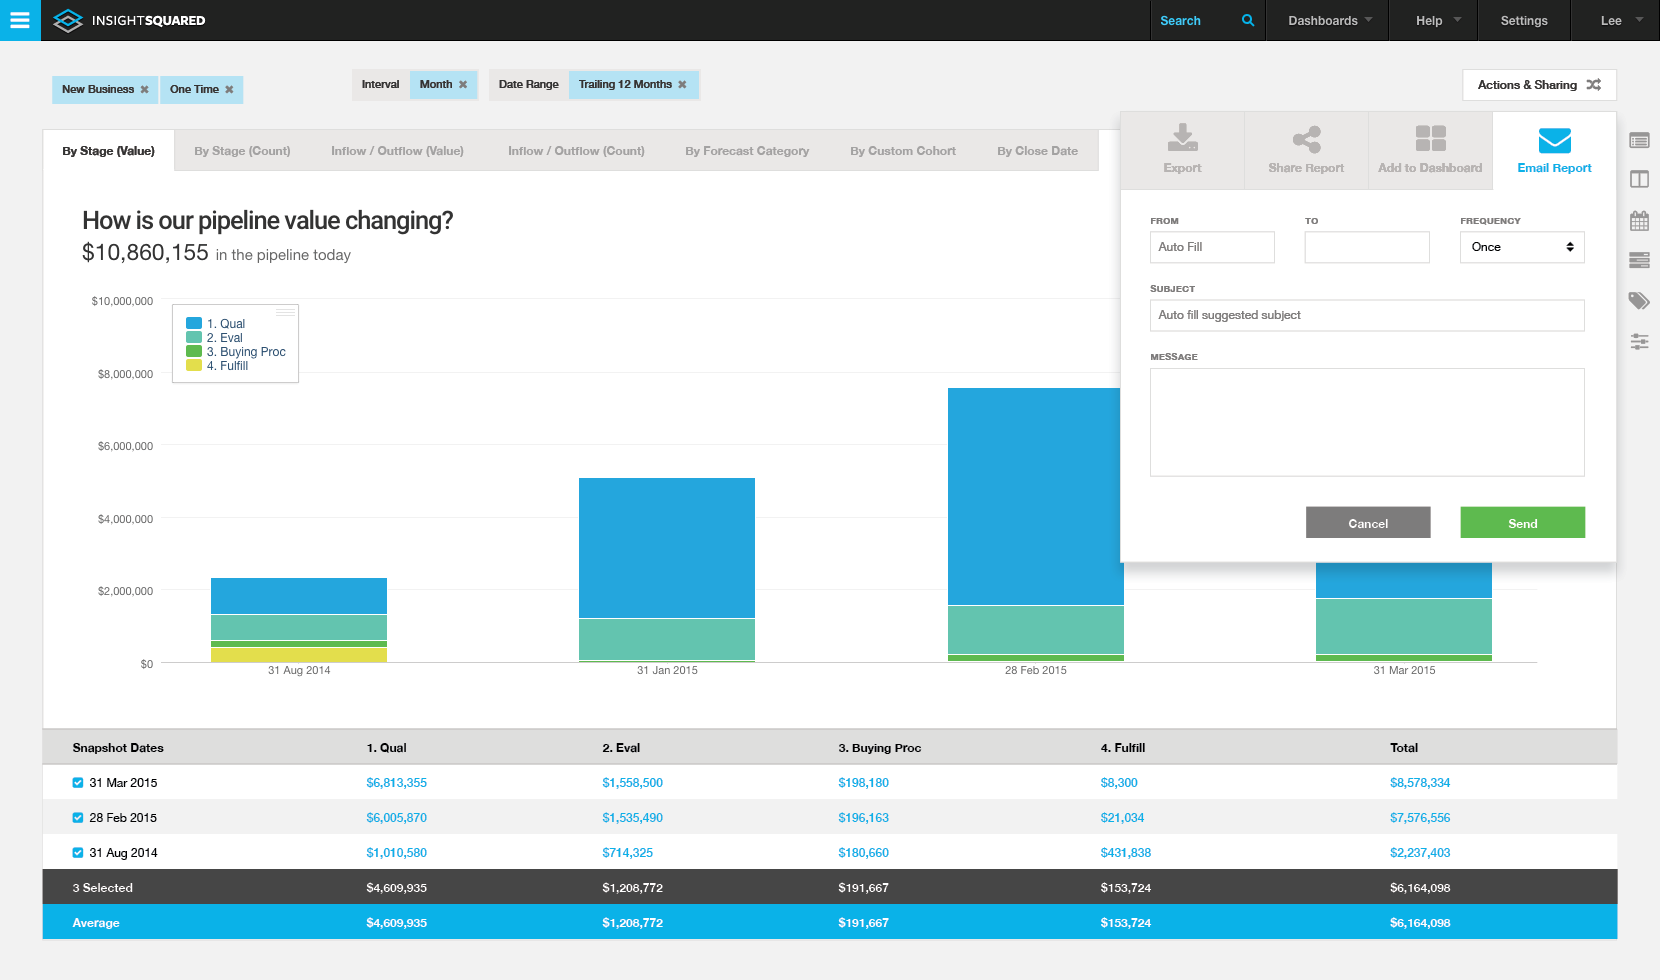 INSIGHTSQUARED
Search
Dashboards
Help
Settings
Lee
New Business
One Time
Interval
Month
Date Range
Trailing 12 Months
Actions & Sharing
By Stage (Value)
By Stage (Count)
Inflow / Outflow (Value)
Inflow / Outflow (Count)
By Forecast Category
By Custom Cohort
By Close Date
Export
Share Report
Add to Dashboard
Email Report
How is our pipeline value changing?
$10,860,155 in the pipeline today
FROM
TO
FREQUENCY
Auto Fill
Once
SUBJECT
Auto fill suggested subject
MESSAGE
Cancel
Send
$10,000,000
$8,000,000
$6,000,000
$4,000,000
$2,000,000
$0
1. Qual
2. Eval
3. Buying Proc
4. Fulfill
31 Aug 2014
31 Jan 2015
28 Feb 2015
31 Mar 2015
Snapshot Dates 1. Qual 2. Eval 3. Buying Proc 4. Fulfill Total
31 Mar 2015 $6,813,355 $1,558,500 $198,180 $8,300 $8,578,334
28 Feb 2015 $6,005,870 $1,535,490 $196,163 $21,034 $7,576,556
31 Aug 2014 $1,010,580 $714,325 $180,660 $431,838 $2,237,403
3 Selected $4,609,935 $1,208,772 $191,667 $153,724 $6,164,098
Average $4,609,935 $1,208,772 $191,667 $153,724 $6,164,098